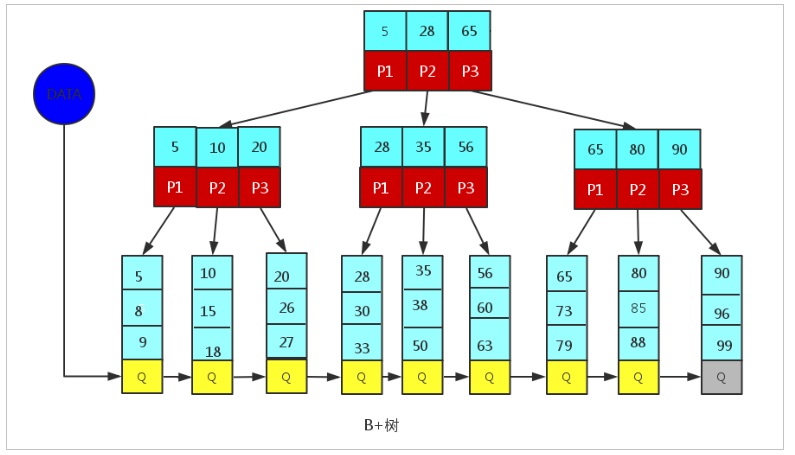 5 28 65
P1 P2 P3
DATA
5 10 20
P1 P2 P3
28 35 56
P1 P2 P3
65 80 90
P1 P2 P3
5
8
9
Q
10
15
18
Q
20
26
27
Q
28
30
33
Q
35
38
50
Q
56
60
63
Q
65
73
79
Q
80
85
88
Q
90
96
99
Q
B+树